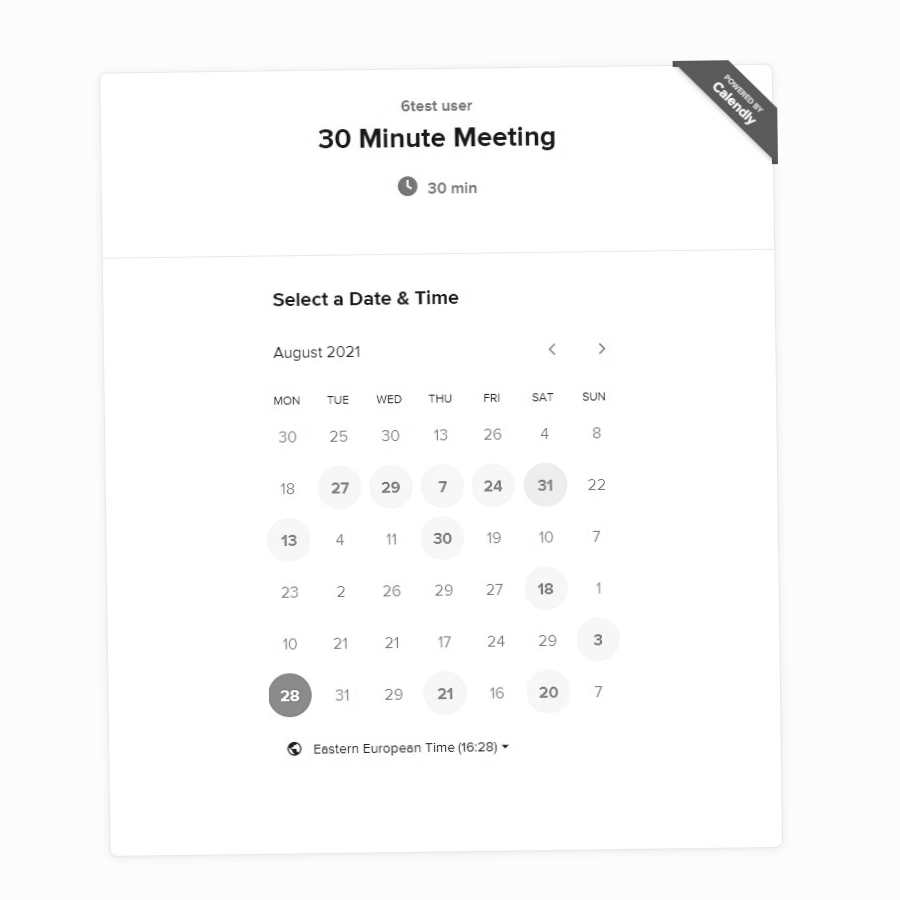 POWERED BY
Calendly
6test user
30 Minute Meeting
30 min
Select a Date & Time
August 2021
MON TUE WED THU FRI SAT SUN
30 25 30 13 26 4 8
18 27 29 7 24 31 22
13 4 11 30 19 10 7
23 2 26 29 27 18 1
10 21 21 17 24 29 3
28 31 29 21 16 20 7
Eastern European Time (16:28)